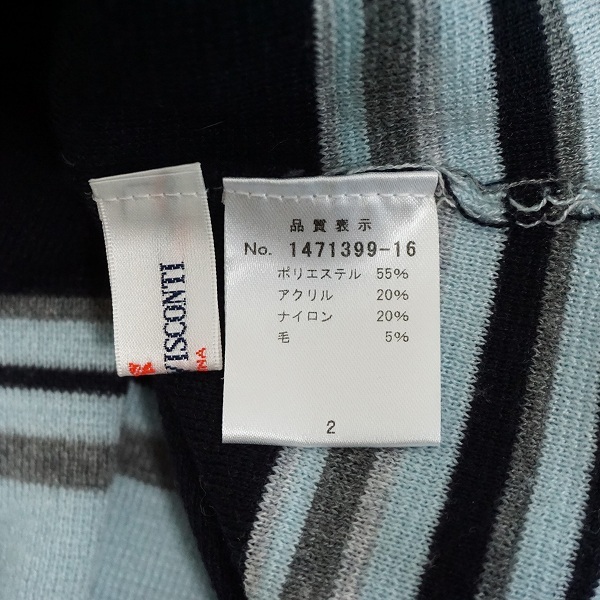 VISCONTI
品質表示
No. 1471399-16
ポリエステル 55%
アクリル 20%
ナイロン 20%
毛 5%
2